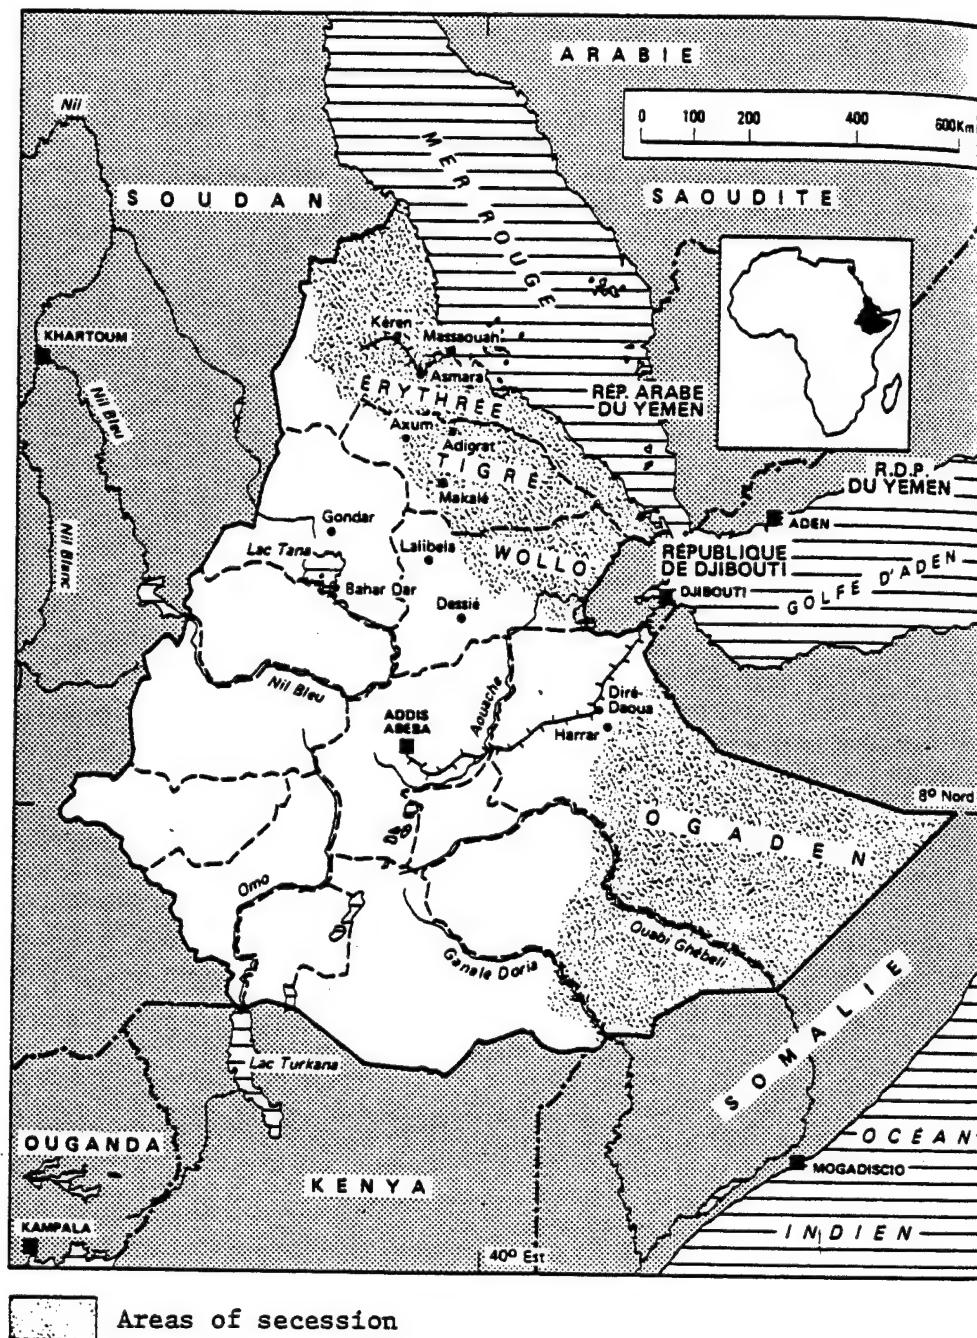 ARABIE
0 100 200 400 600Km
MER ROUGE
Nil
SOUDAN
SAOUDITE
KHARTOUM
Kéren
Massaouah
Asmara
ERYTHRÉE
RÉP. ARABE
DU YEMEN
Nil Bleu
Axum
Adigrat
TIGRÉ
Makalé
R.D.P.
DU YEMEN
ADEN
Gondar
Lac Tana
Lalibela
WOLLO
RÉPUBLIQUE
DE DJIBOUTI
DJIBOUTI
GOLFE D'ADEN
Nil Blanc
Bahar Dar
Dessié
Nil Bleu
Aouache
ADDIS
ABÉBA
Diré-
Daoua
Harrar
8º Nord
OGADEN
Omo
Ganale Doria
Ouabi Ghébeli
SOMALIE
Lac Turkana
OUGANDA
KENYA
OCÉAN
MOGADISCIO
KAMPALA
INDIEN
40º Est
Areas of secession